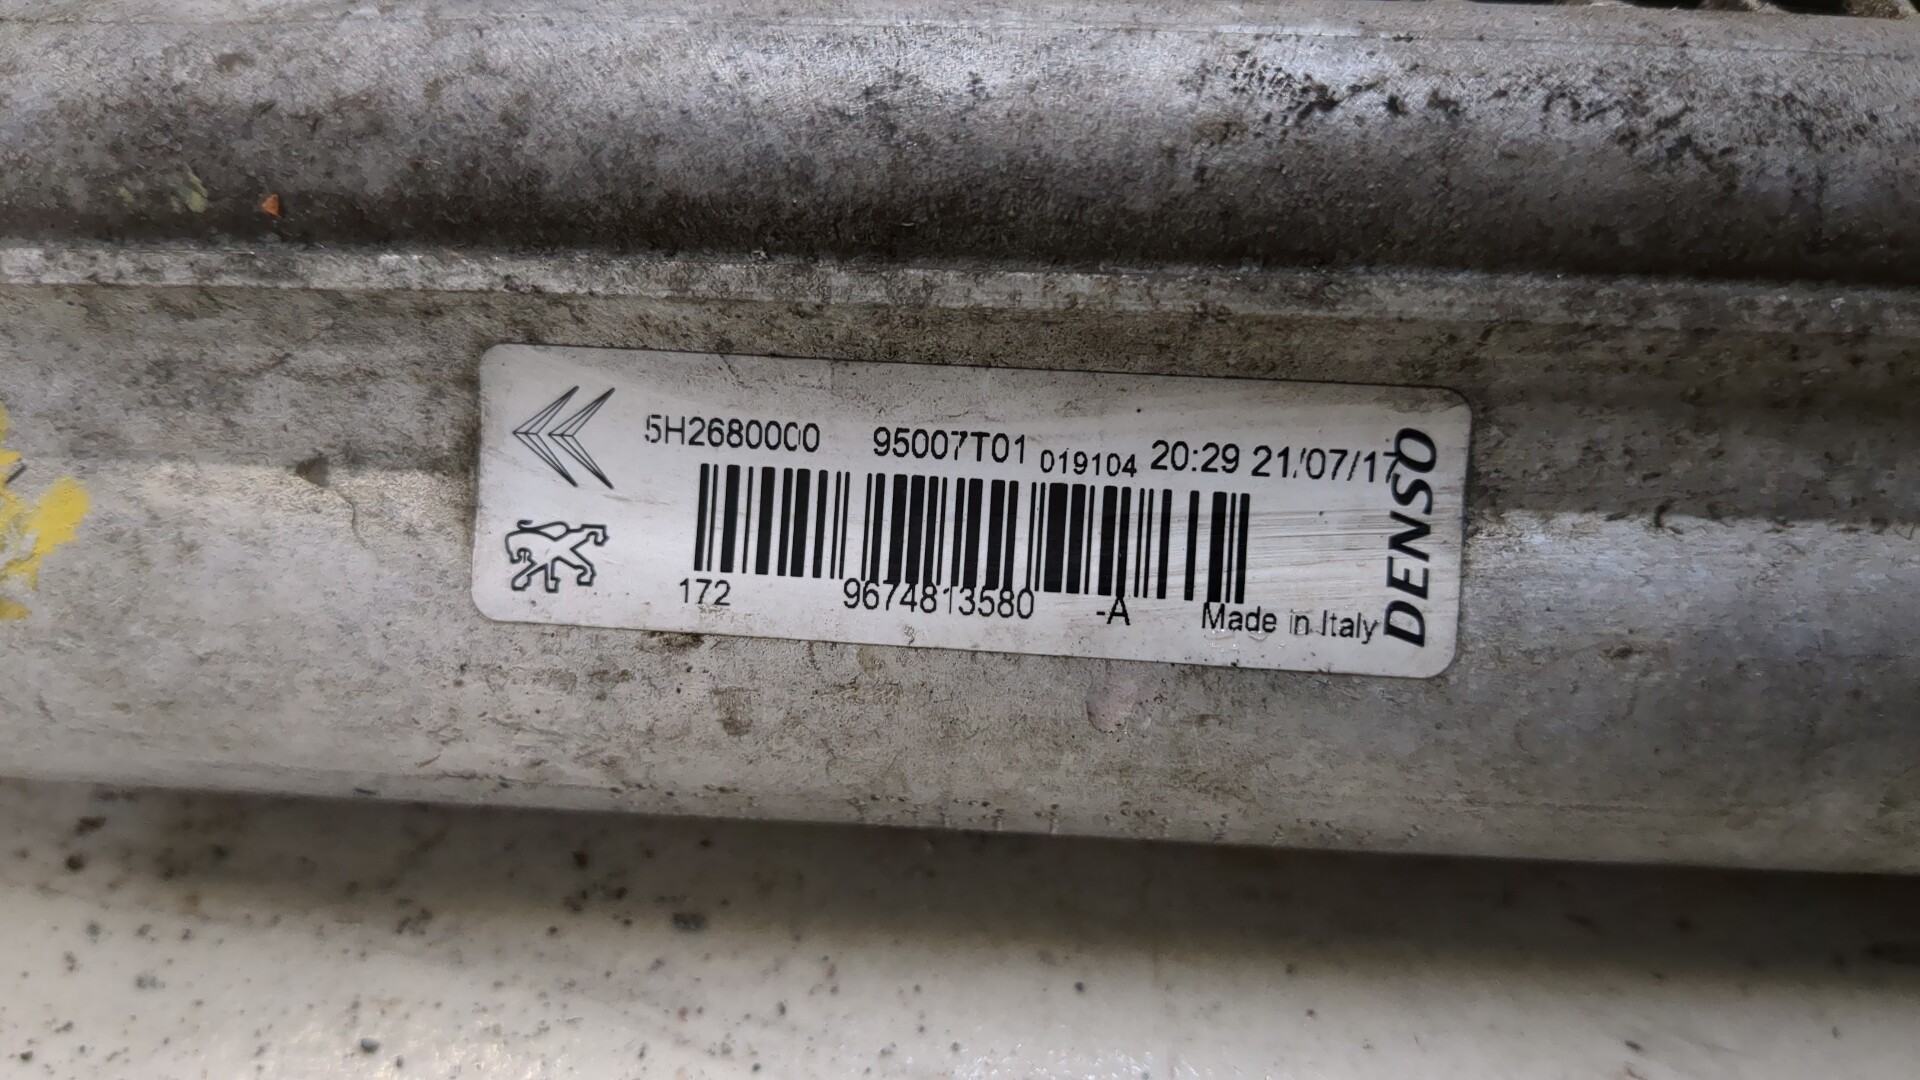 5H2680000 95007T01 019104 20:29 21/07/17
172 9674813580 -A Made in Italy
DENSO